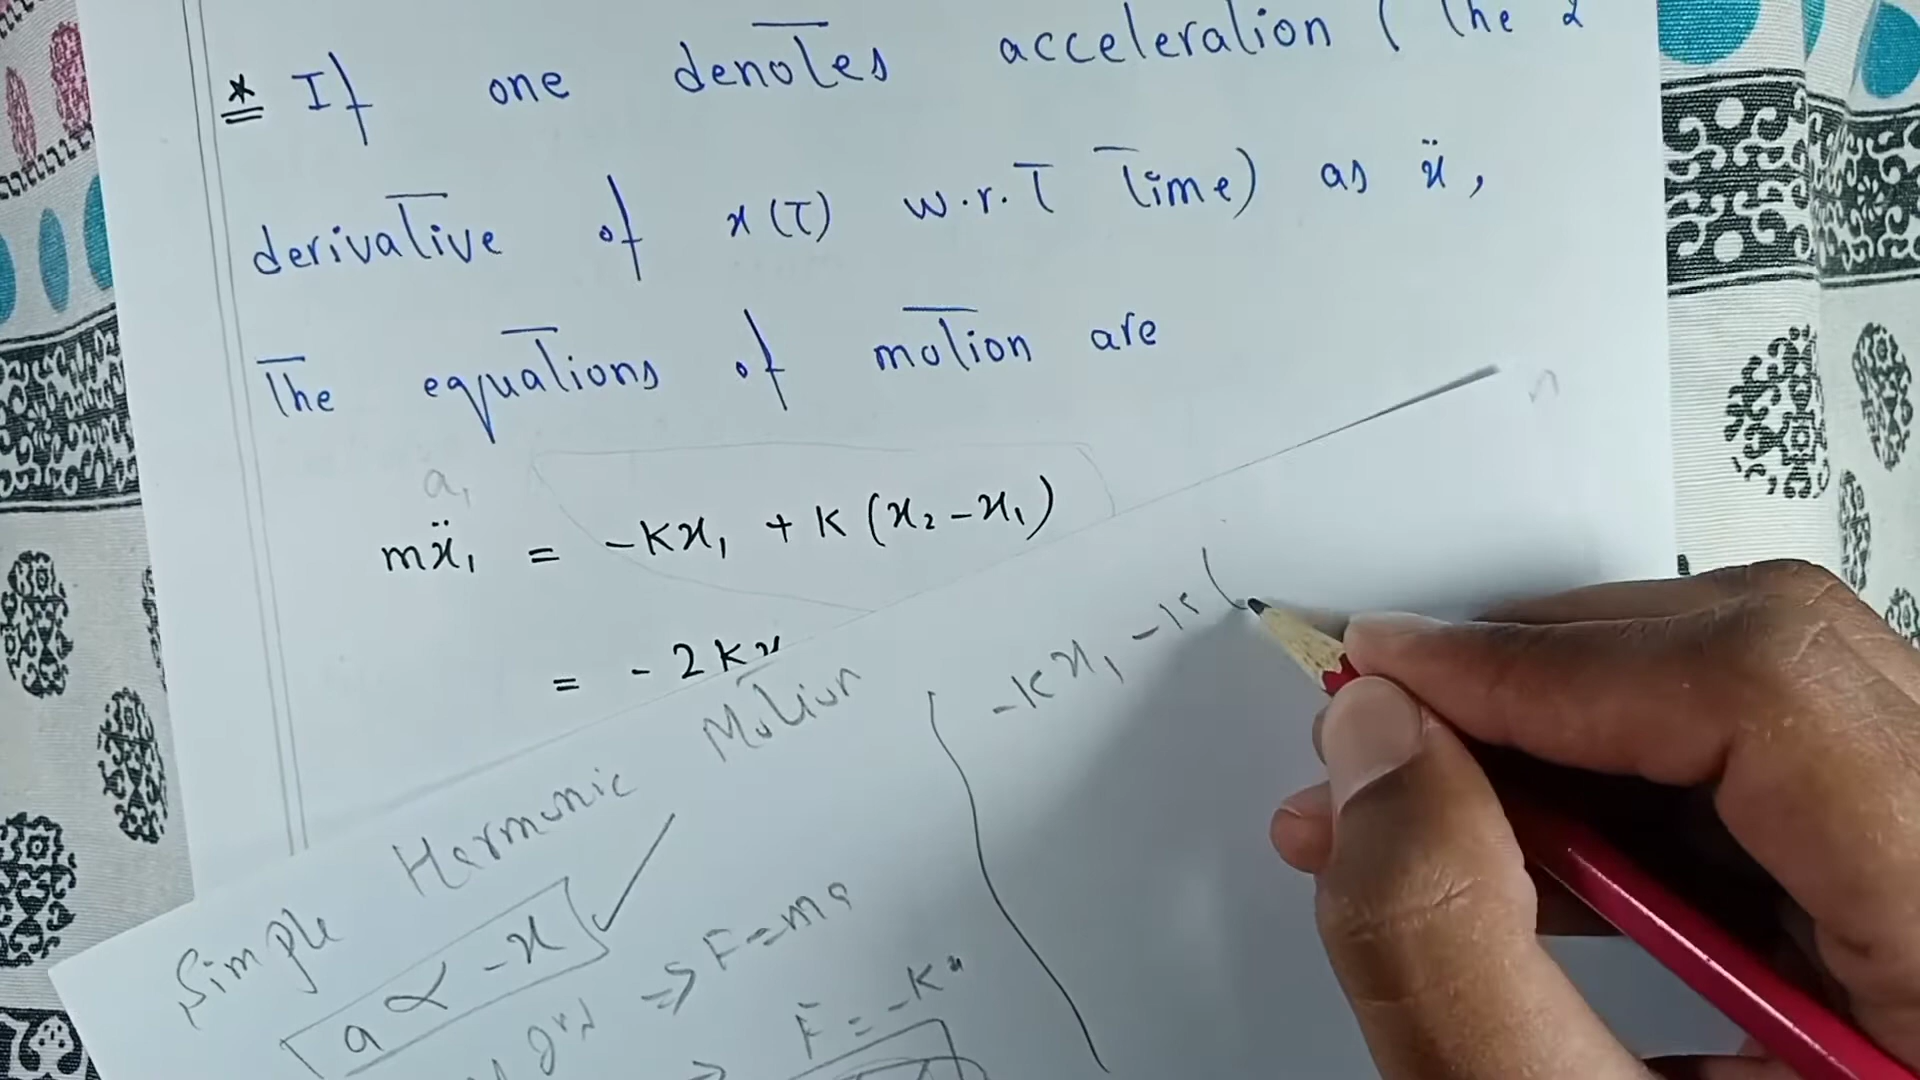 * If one denotes acceleration ( The 2
derivative of x(t) w.r.t Time) as ẍ,
The equations of motion are
a₁
mẍ₁ = -Kx₁ + K(x₂-x₁)
= -2Kx
-Kx₁ -K(
Simple Harmonic Motion
a ∝ -x
=> F=ma
F = -Kx